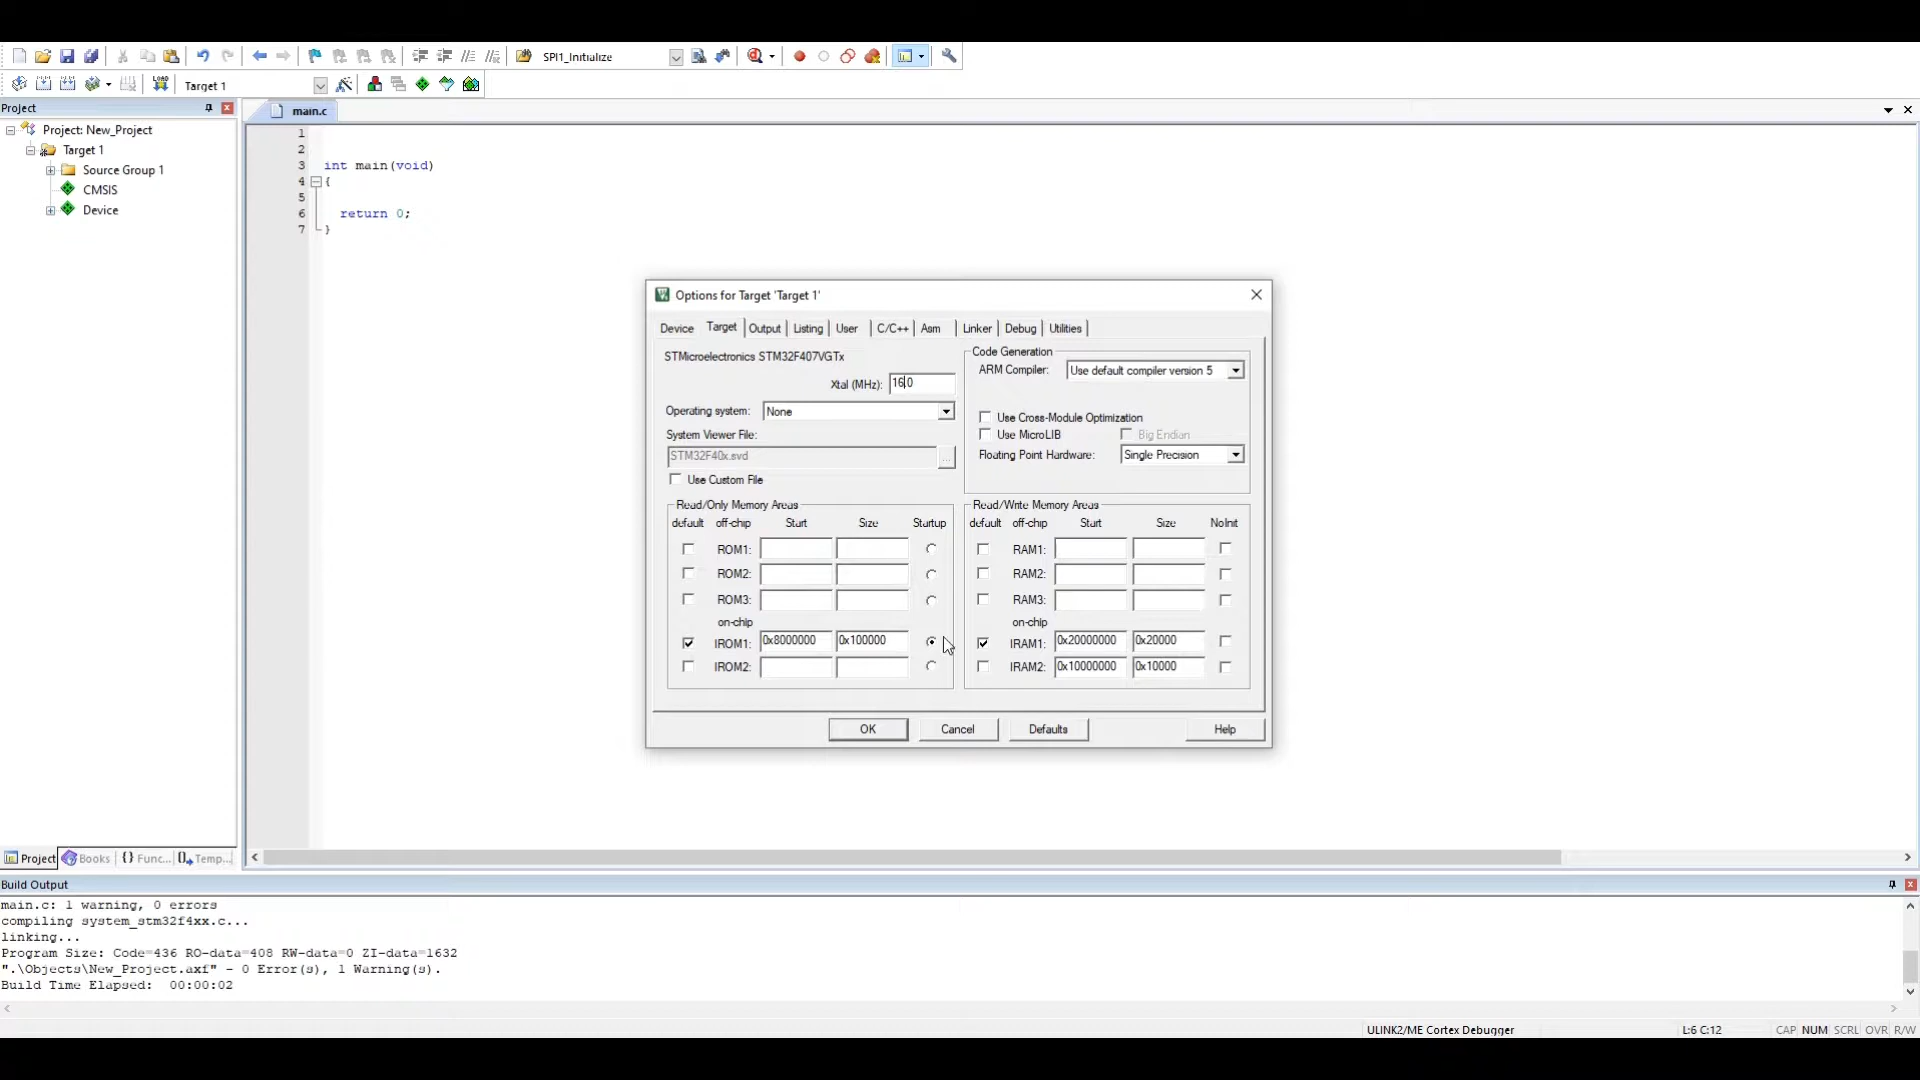 SPI1_Initialize
Target 1
Project
main.c
Project: New_Project
Target 1
Source Group 1
CMSIS
Device
1
2
3 int main(void)
4 {
5
6 return 0;
7 }
Options for Target 'Target 1'
Device Target Output Listing User C/C++ Asm Linker Debug Utilities
STMicroelectronics STM32F407VGTx
Xtal (MHz): 16.0
Operating system: None
System Viewer File:
STM32F40x.svd
Use Custom File
Code Generation
ARM Compiler: Use default compiler version 5
Use Cross-Module Optimization
Use MicroLIB Big Endian
Floating Point Hardware: Single Precision
Read/Only Memory Areas
default off-chip Start Size Startup
ROM1:
ROM2:
ROM3:
on-chip
IROM1: 0x8000000 0x100000
IROM2:
Read/Write Memory Areas
default off-chip Start Size NoInit
RAM1:
RAM2:
RAM3:
on-chip
IRAM1: 0x20000000 0x20000
IRAM2: 0x10000000 0x10000
OK Cancel Defaults Help
Project Books {} Func... Temp...
Build Output
main.c: 1 warning, 0 errors
compiling system_stm32f4xx.c...
linking...
Program Size: Code=436 RO-data=408 RW-data=0 ZI-data=1632
".\Objects\New_Project.axf" - 0 Error(s), 1 Warning(s).
Build Time Elapsed: 00:00:02
ULINK2/ME Cortex Debugger L:6 C:12 CAP NUM SCRL OVR R/W